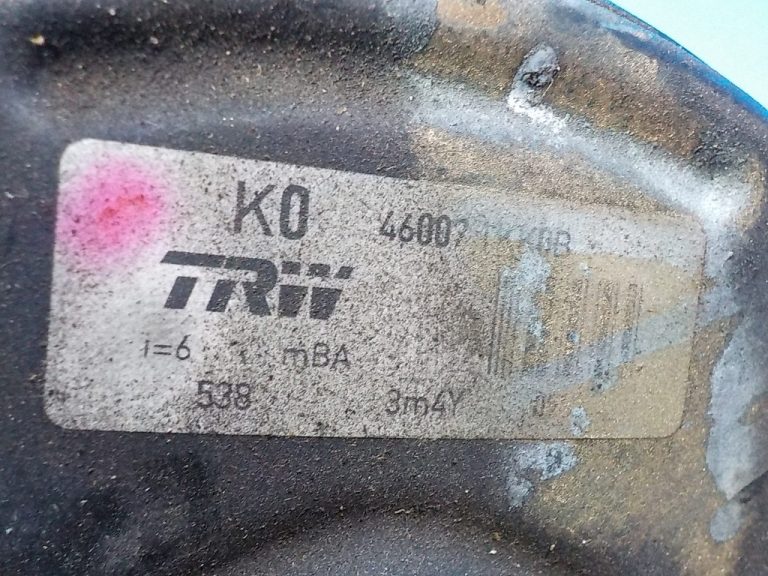 K0
TRW
i=6 mBA
538 3m4Y